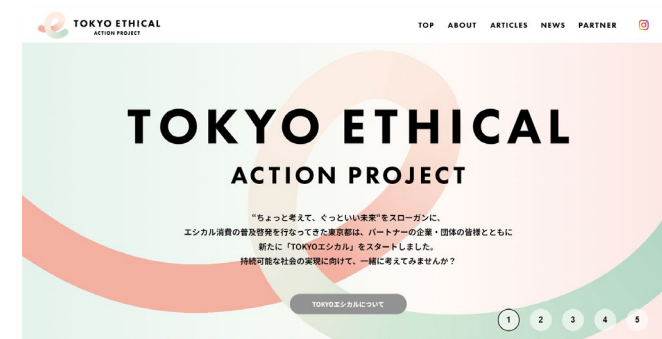 TOKYO ETHICAL
ACTION PROJECT
TOP ABOUT ARTICLES NEWS PARTNER
TOKYO ETHICAL
ACTION PROJECT
“ちょっと考えて、ぐっといい未来”をスローガンに、
エシカル消費の普及啓発を行なってきた東京都は、パートナーの企業・団体の皆様とともに
新たに「TOKYOエシカル」をスタートしました。
持続可能な社会の実現に向けて、一緒に考えてみませんか？
TOKYOエシカルについて
1 2 3 4 5